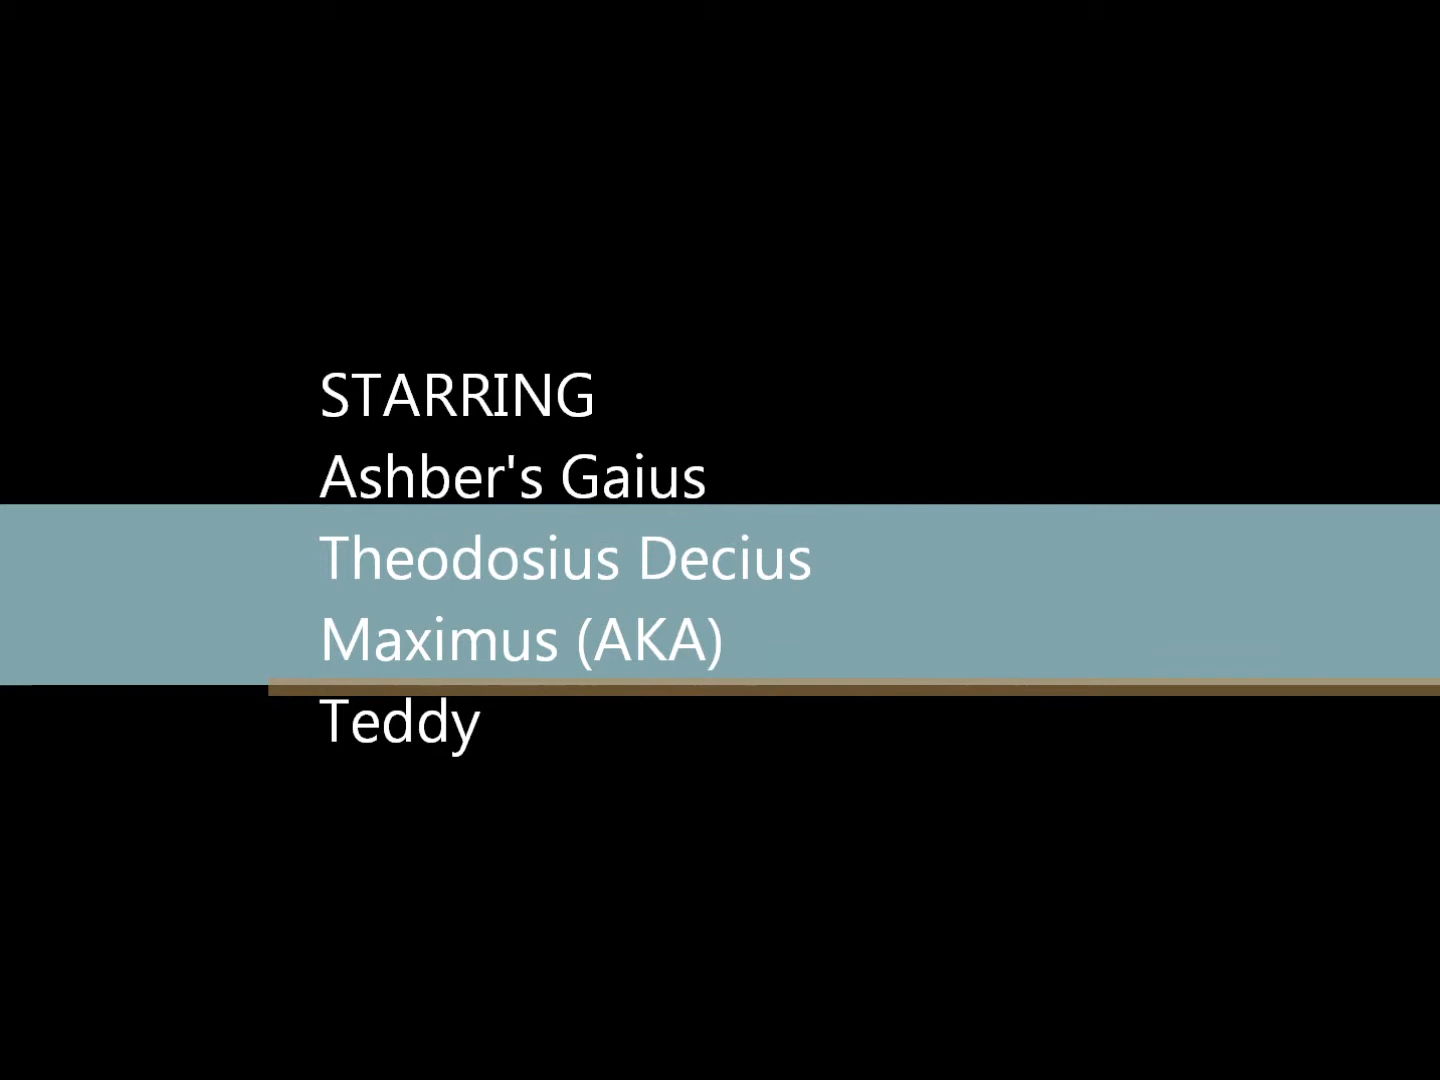 STARRING
Ashber's Gaius
Theodosius Decius
Maximus (AKA)
Teddy